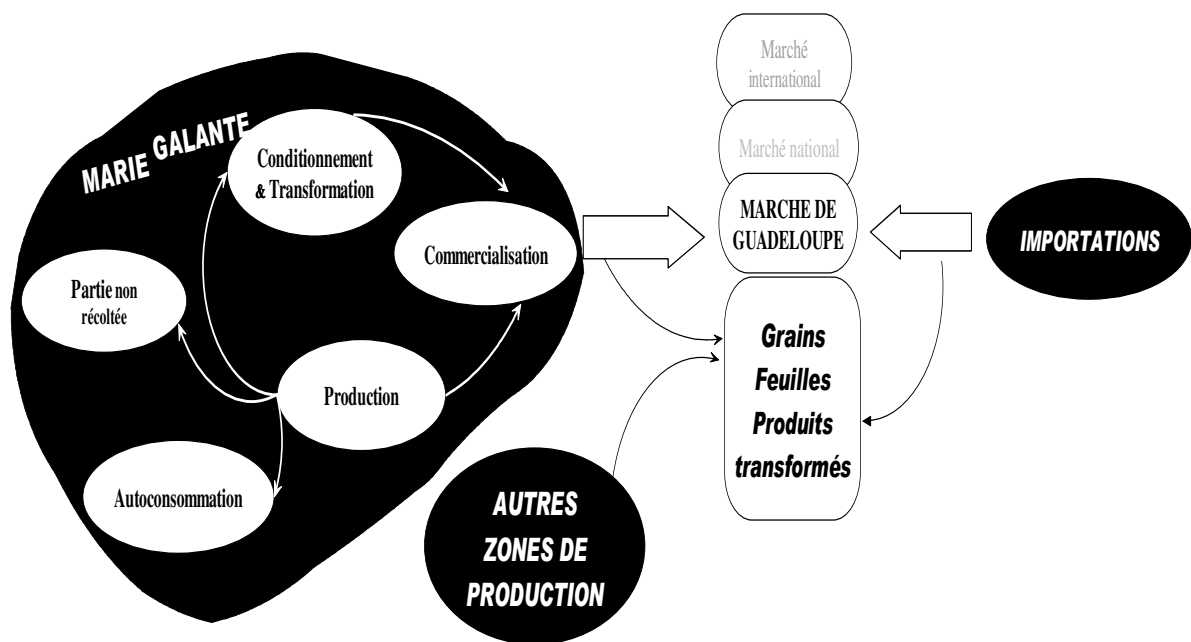 MARIE GALANTE
Conditionnement
& Transformation
Commercialisation
Partie non
récoltée
Production
Autoconsommation
Marché
international
Marché national
MARCHE DE
GUADELOUPE
IMPORTATIONS
Grains
Feuilles
Produits
transformés
AUTRES
ZONES DE
PRODUCTION